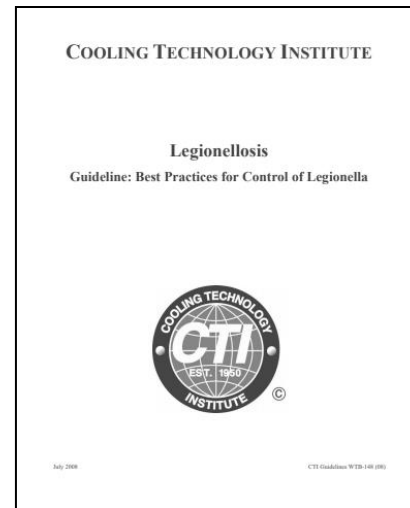 COOLING TECHNOLOGY INSTITUTE
Legionellosis
Guideline: Best Practices for Control of Legionella
COOLING TECHNOLOGY
CTI
EST. 1950
INSTITUTE
©
July 2008
CTI Guidelines WTB-148 (08)